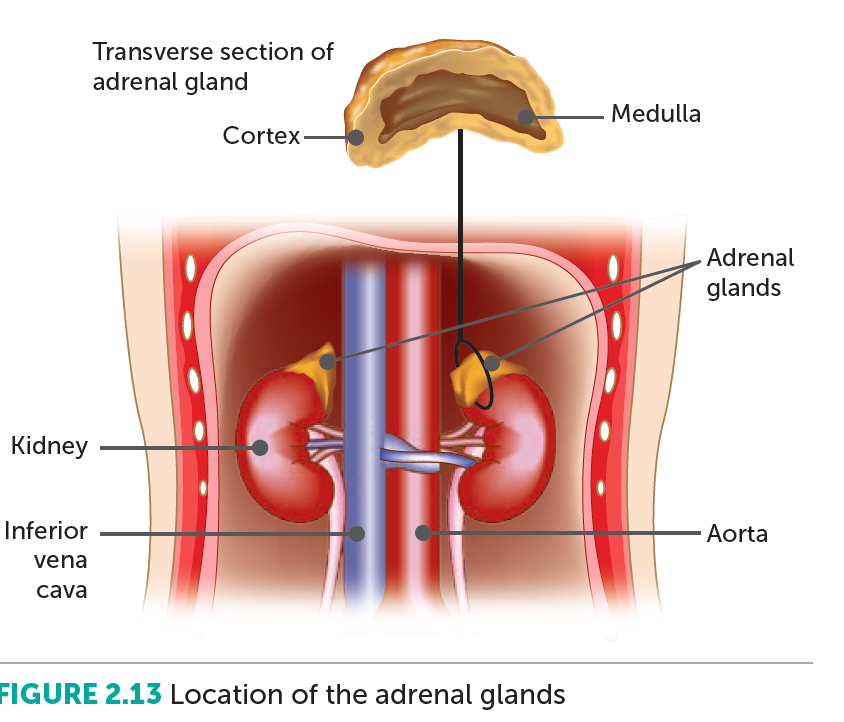 Transverse section of
adrenal gland
Medulla
Cortex
Adrenal
glands
Kidney
Inferior
vena
cava
Aorta
FIGURE 2.13 Location of the adrenal glands